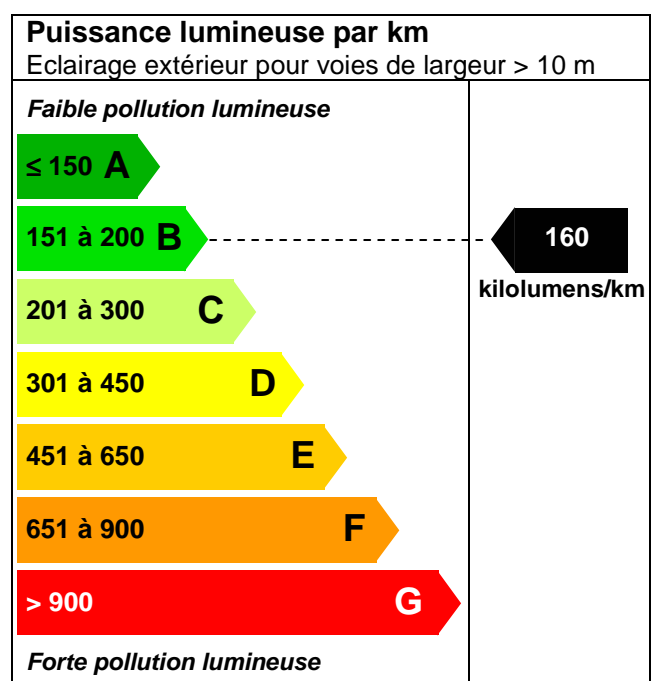 Puissance lumineuse par km
Eclairage extérieur pour voies de largeur > 10 m
Faible pollution lumineuse
≤ 150 A
151 à 200 B
160
kilolumens/km
201 à 300 C
301 à 450 D
451 à 650 E
651 à 900 F
> 900 G
Forte pollution lumineuse